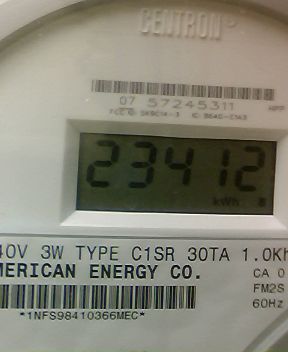 CENTRON
07 57245311
23412
kWh
40V 3W TYPE C1SR 30TA 1.0Kh
MERICAN ENERGY CO.
CA 0
FM2S
60Hz
*1NFS98410366MEC*